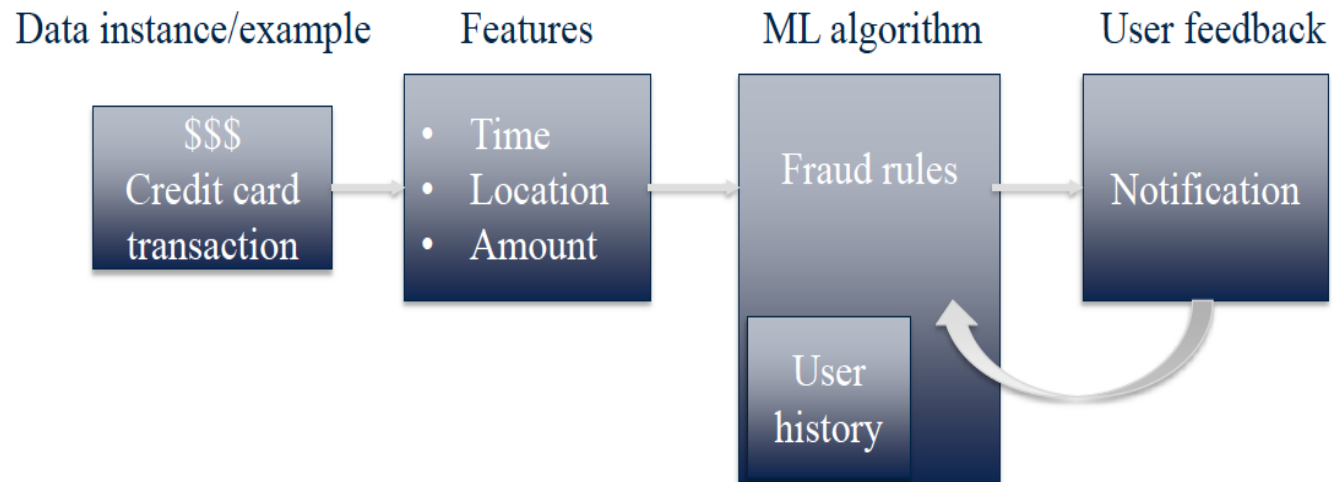 Data instance/example
Features
ML algorithm
User feedback
$$$
Credit card
transaction
• Time
• Location
• Amount
Fraud rules
User
history
Notification